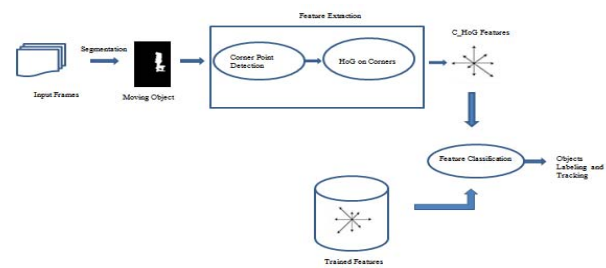 Feature Extraction
C_HoG Features
Segmentation
Corner Point
Detection
HoG on Corners
Input Frames
Moving Object
Feature Classification
Objects
Labeling and
Tracking
Trained Features